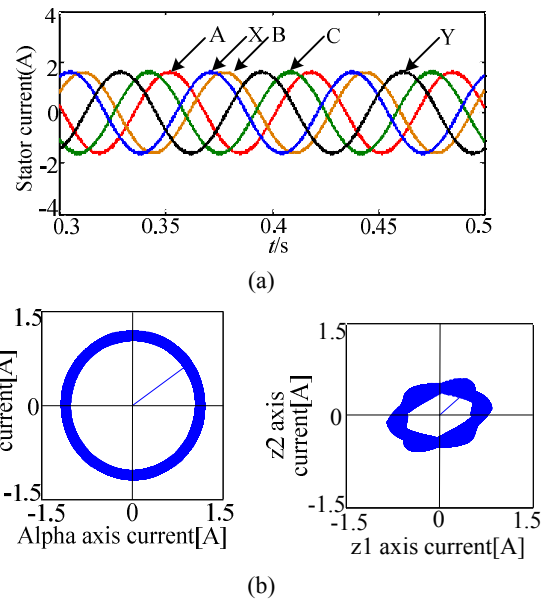 4
2
0
-2
-4
Stator current(A)
A
X
B
C
Y
0.3
0.35
0.4
0.45
0.5
t/s
(a)
1.5
0
-1.5
current[A]
-1.5
0
1.5
Alpha axis current[A]
1.5
0
-1.5
z2 axis
current[A]
-1.5
0
1.5
z1 axis current[A]
(b)